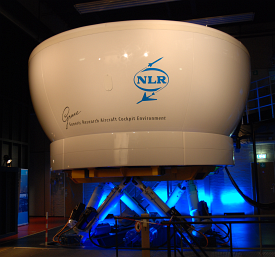 NLR
Grace
Generic Research Aircraft Cockpit Environment